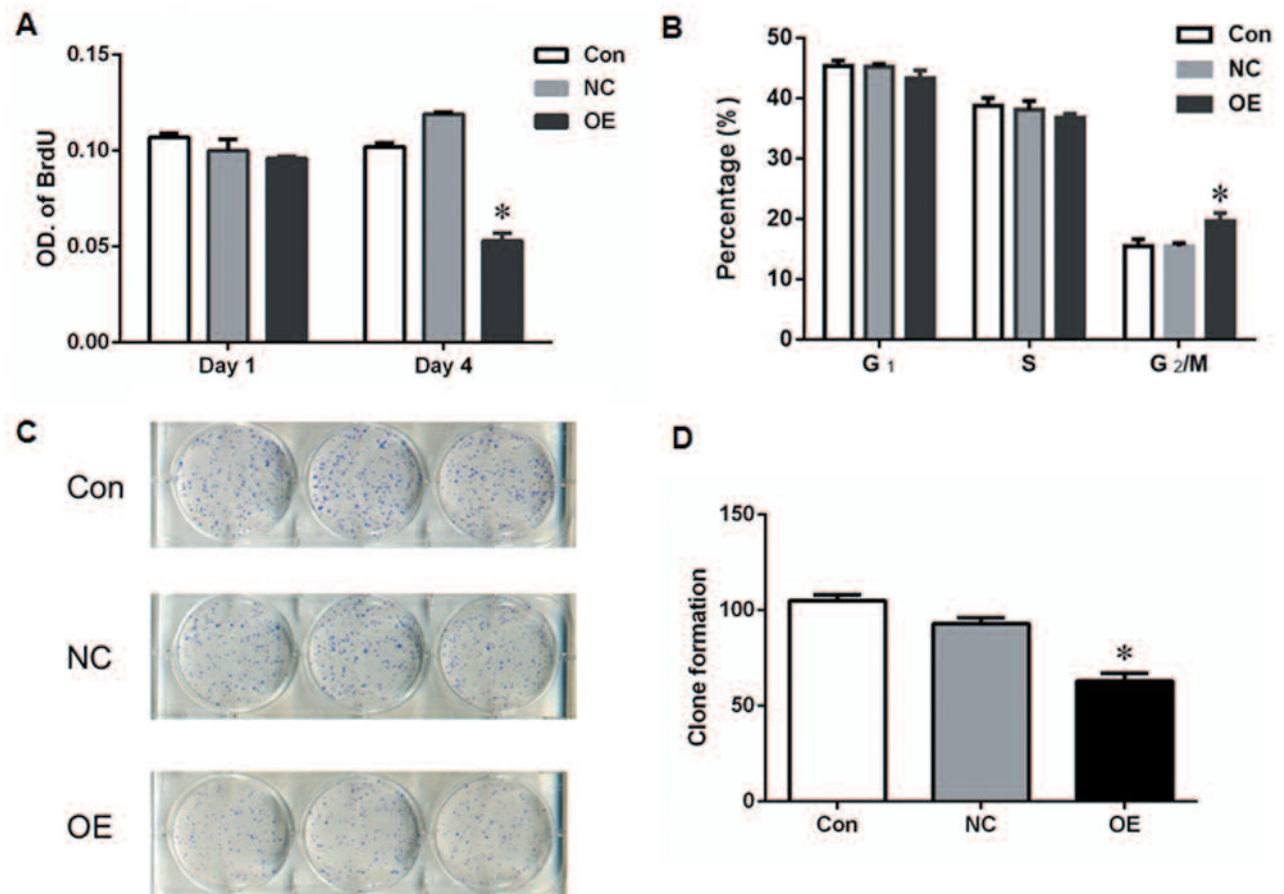 A
OD. of BrdU
0.15
0.10
0.05
0.00
Day 1
Day 4
Con
NC
OE
*
B
Percentage (%)
50
40
30
20
10
0
G 1
S
G 2/M
Con
NC
OE
*
C
Con
NC
OE
D
Clone formation
150
100
50
0
Con
NC
OE
*